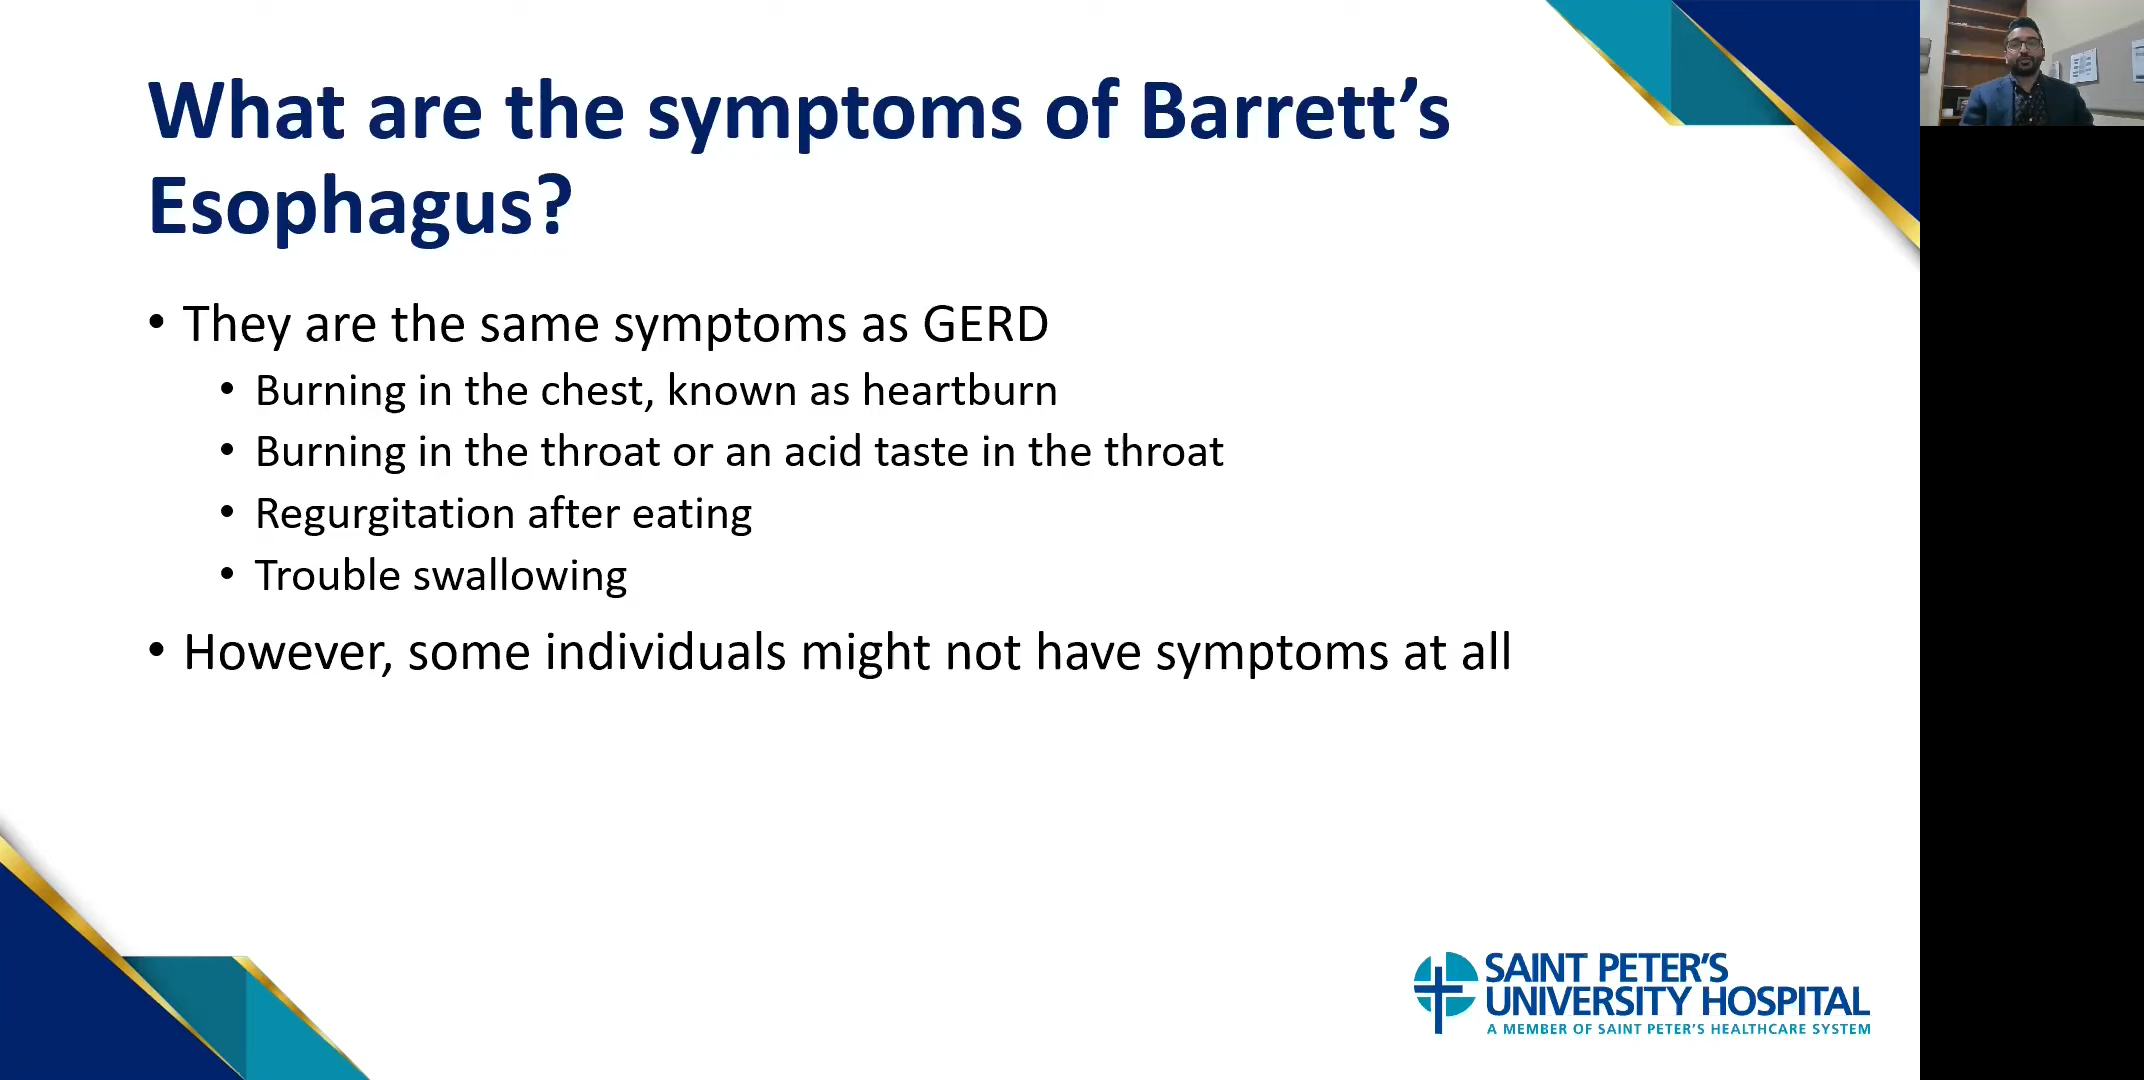 What are the symptoms of Barrett’s
Esophagus?
• They are the same symptoms as GERD
• Burning in the chest, known as heartburn
• Burning in the throat or an acid taste in the throat
• Regurgitation after eating
• Trouble swallowing
• However, some individuals might not have symptoms at all
SAINT PETER’S
UNIVERSITY HOSPITAL
A MEMBER OF SAINT PETER’S HEALTHCARE SYSTEM